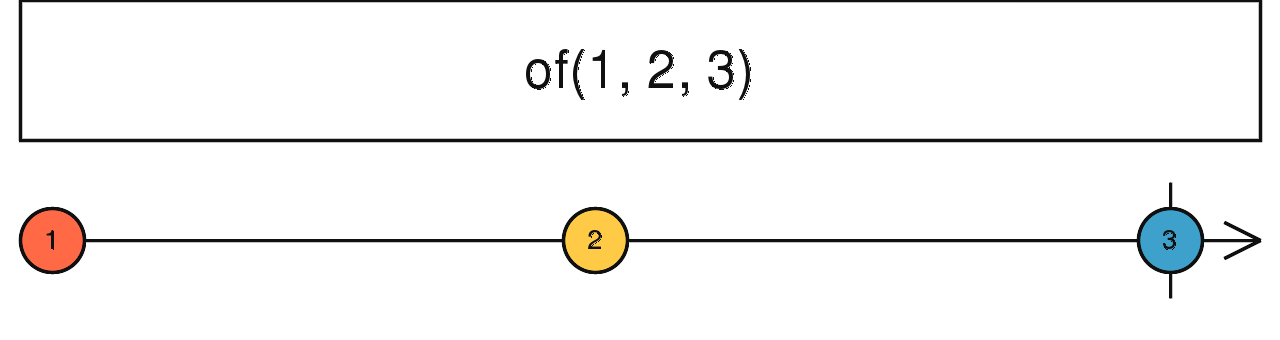 of(1, 2, 3)
1 2 3